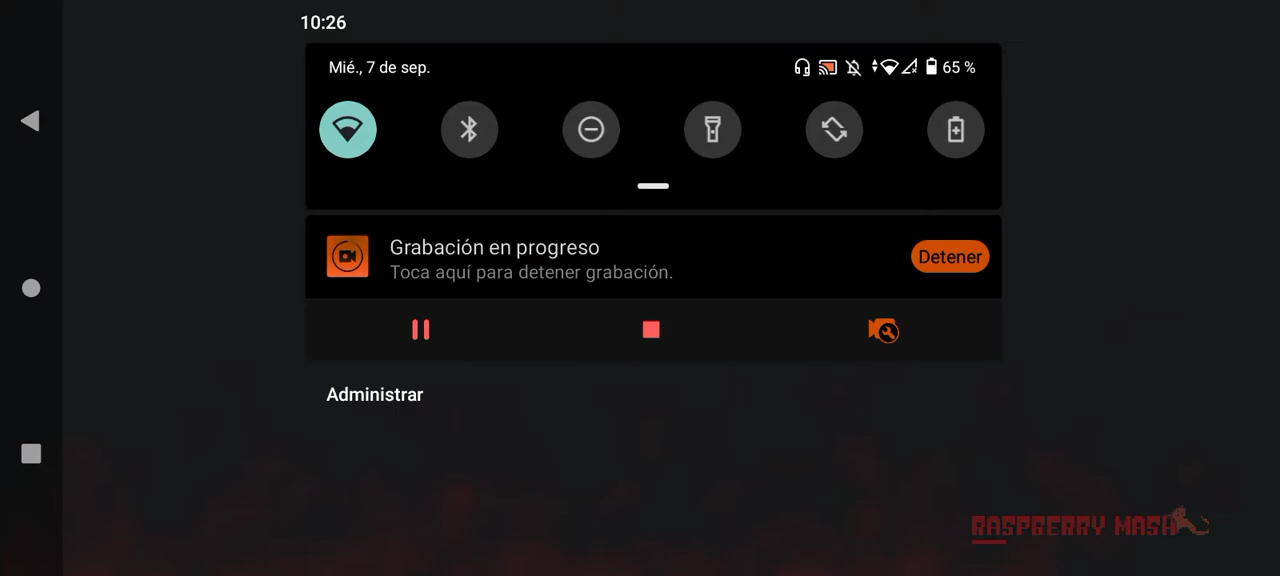 10:26
Mié., 7 de sep.
65 %
Grabación en progreso
Toca aquí para detener grabación.
Detener
Administrar
RASPBERRY MASH